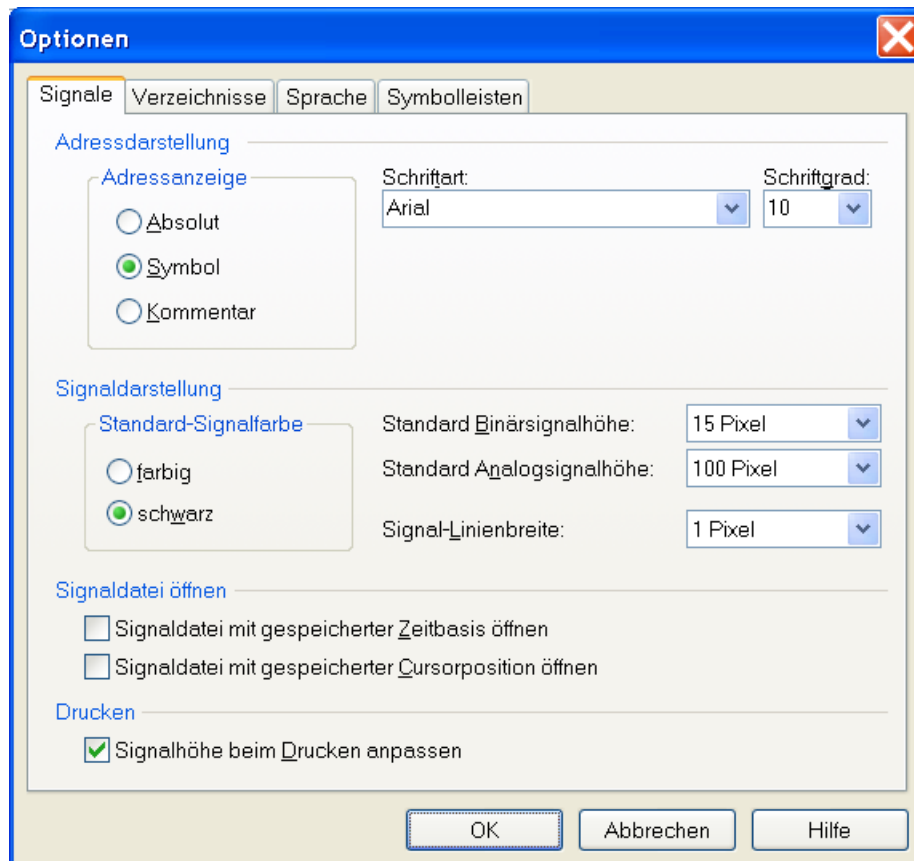 Optionen
Signale Verzeichnisse Sprache Symbolleisten
Adressdarstellung
Adressanzeige
Absolut
Symbol
Kommentar
Schriftart:
Arial
Schriftgrad:
10
Signaldarstellung
Standard-Signalfarbe
farbig
schwarz
Standard Binärsignalhöhe: 15 Pixel
Standard Analogsignalhöhe: 100 Pixel
Signal-Linienbreite: 1 Pixel
Signaldatei öffnen
Signaldatei mit gespeicherter Zeitbasis öffnen
Signaldatei mit gespeicherter Cursorposition öffnen
Drucken
Signalhöhe beim Drucken anpassen
OK Abbrechen Hilfe